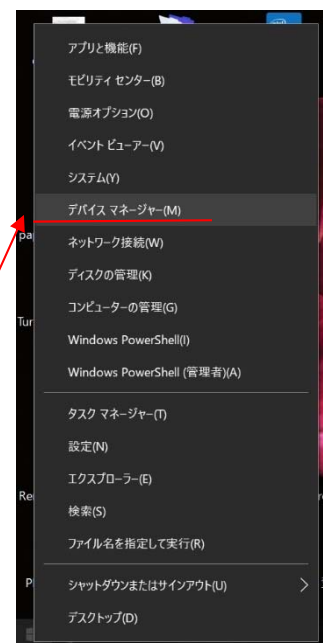 アプリと機能(F)
モビリティ センター(B)
電源オプション(O)
イベント ビューアー(V)
システム(Y)
デバイス マネージャー(M)
ネットワーク接続(W)
ディスクの管理(K)
コンピューターの管理(G)
Windows PowerShell(I)
Windows PowerShell (管理者)(A)
タスク マネージャー(T)
設定(N)
エクスプローラー(E)
検索(S)
ファイル名を指定して実行(R)
シャットダウンまたはサインアウト(U)
デスクトップ(D)